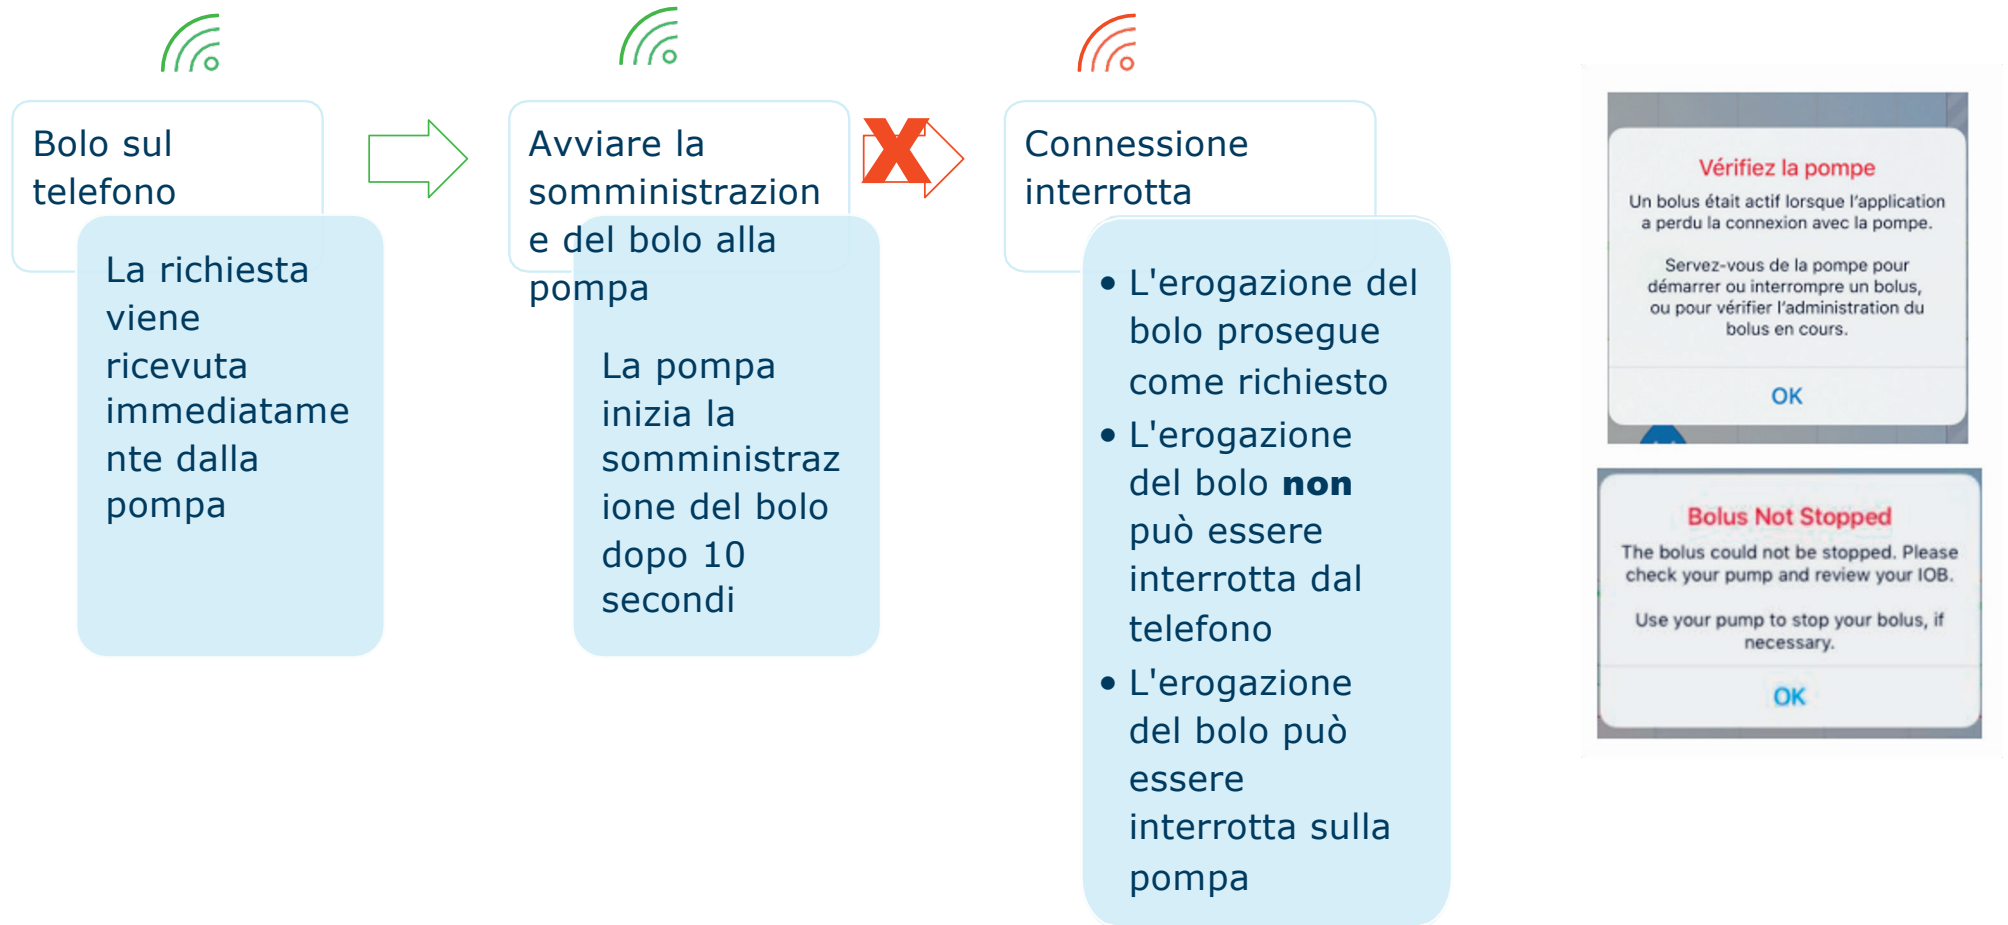 Bolo sul
telefono
La richiesta
viene
ricevuta
immediatame
nte dalla
pompa
Avviare la
somministrazion
e del bolo alla
pompa
La pompa
inizia la
somministraz
ione del bolo
dopo 10
secondi
X
Connessione
interrotta
• L'erogazione del
bolo prosegue
come richiesto
• L'erogazione
del bolo non
può essere
interrotta dal
telefono
• L'erogazione
del bolo può
essere
interrotta sulla
pompa
Vérifiez la pompe
Un bolus était actif lorsque l'application
a perdu la connexion avec la pompe.
Servez-vous de la pompe pour
démarrer ou interrompre un bolus,
ou pour vérifier l'administration du
bolus en cours.
OK
Bolus Not Stopped
The bolus could not be stopped. Please
check your pump and review your IOB.
Use your pump to stop your bolus, if
necessary.
OK